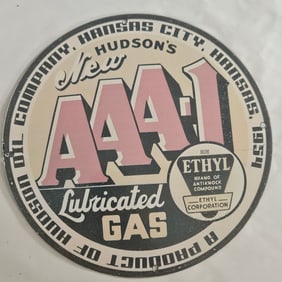 A PRODUCT OF HUDSON OIL COMPANY, KANSAS CITY, KANSAS, 1954
HUDSON'S
New
AAA-1
Lubricated
GAS
ETHYL
BRAND OF
ANTIKNOCK
COMPOUND
ETHYL
CORPORATION